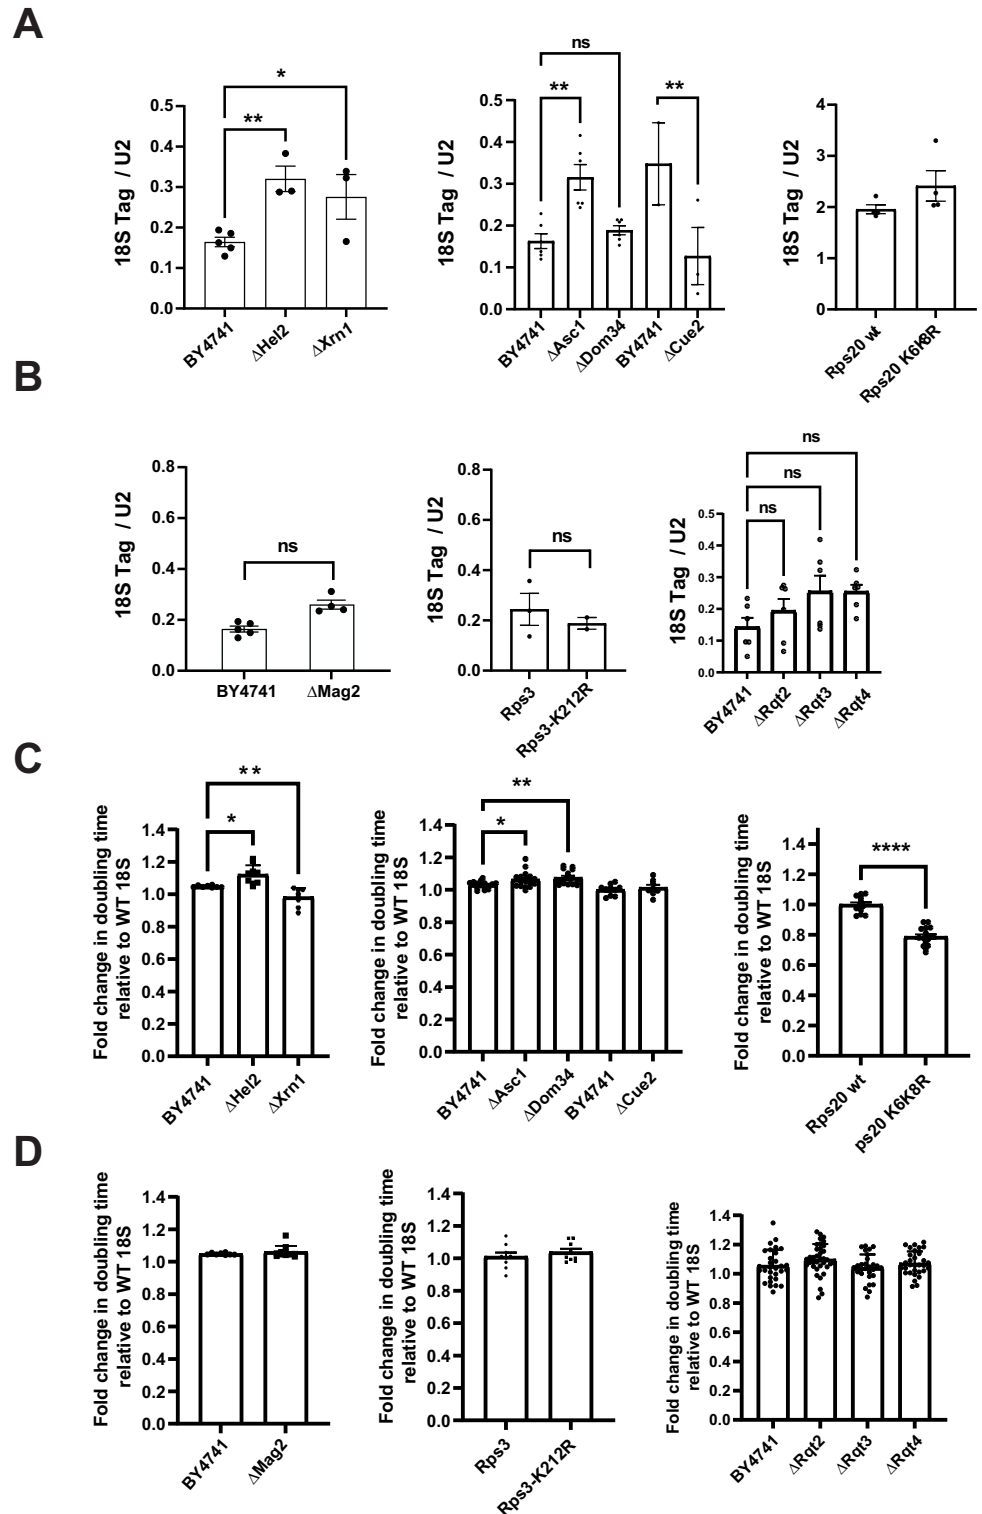 A
18S Tag / U2
0.5
0.4
0.3
0.2
0.1
0.0
*
**
BY4741
ΔHel2
ΔXrn1
18S Tag / U2
0.5
0.4
0.3
0.2
0.1
0.0
ns
**
**
BY4741
ΔAsc1
ΔDom34
BY4741
ΔCue2
18S Tag / U2
4
3
2
1
0
Rps20 wt
Rps20 K6K8R
B
18S Tag / U2
0.8
0.6
0.4
0.2
0.0
ns
BY4741
ΔMag2
18S Tag / U2
0.8
0.6
0.4
0.2
0.0
ns
Rps3
Rps3-K212R
18S Tag / U2
0.5
0.4
0.3
0.2
0.1
0.0
ns
ns
ns
BY4741
ΔRqt2
ΔRqt3
ΔRqt4
C
Fold change in doubling time
relative to WT 18S
1.4
1.2
1.0
0.8
0.6
0.4
0.2
0.0
**
*
BY4741
ΔHel2
ΔXrn1
Fold change in doubling time
relative to WT 18S
1.4
1.2
1.0
0.8
0.6
0.4
0.2
0.0
**
*
BY4741
ΔAsc1
ΔDom34
BY4741
ΔCue2
Fold change in doubling time
relative to WT 18S
1.4
1.2
1.0
0.8
0.6
0.4
0.2
0.0
****
Rps20 wt
ps20 K6K8R
D
Fold change in doubling time
relative to WT 18S
1.4
1.2
1.0
0.8
0.6
0.4
0.2
0.0
BY4741
ΔMag2
Fold change in doubling time
relative to WT 18S
1.4
1.2
1.0
0.8
0.6
0.4
0.2
0.0
Rps3
Rps3-K212R
Fold change in doubling time
relative to WT 18S
1.4
1.2
1.0
0.8
0.6
0.4
0.2
0.0
BY4741
ΔRqt2
ΔRqt3
ΔRqt4